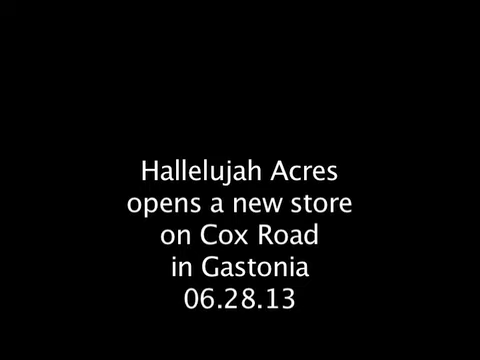 Hallelujah Acres
opens a new store
on Cox Road
in Gastonia
06.28.13